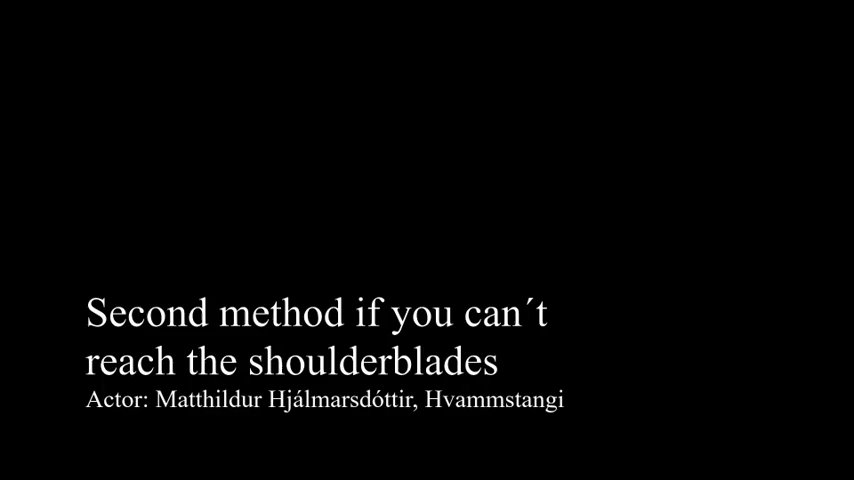 Second method if you can´t
reach the shoulderblades
Actor: Matthildur Hjálmarsdóttir, Hvammstangi